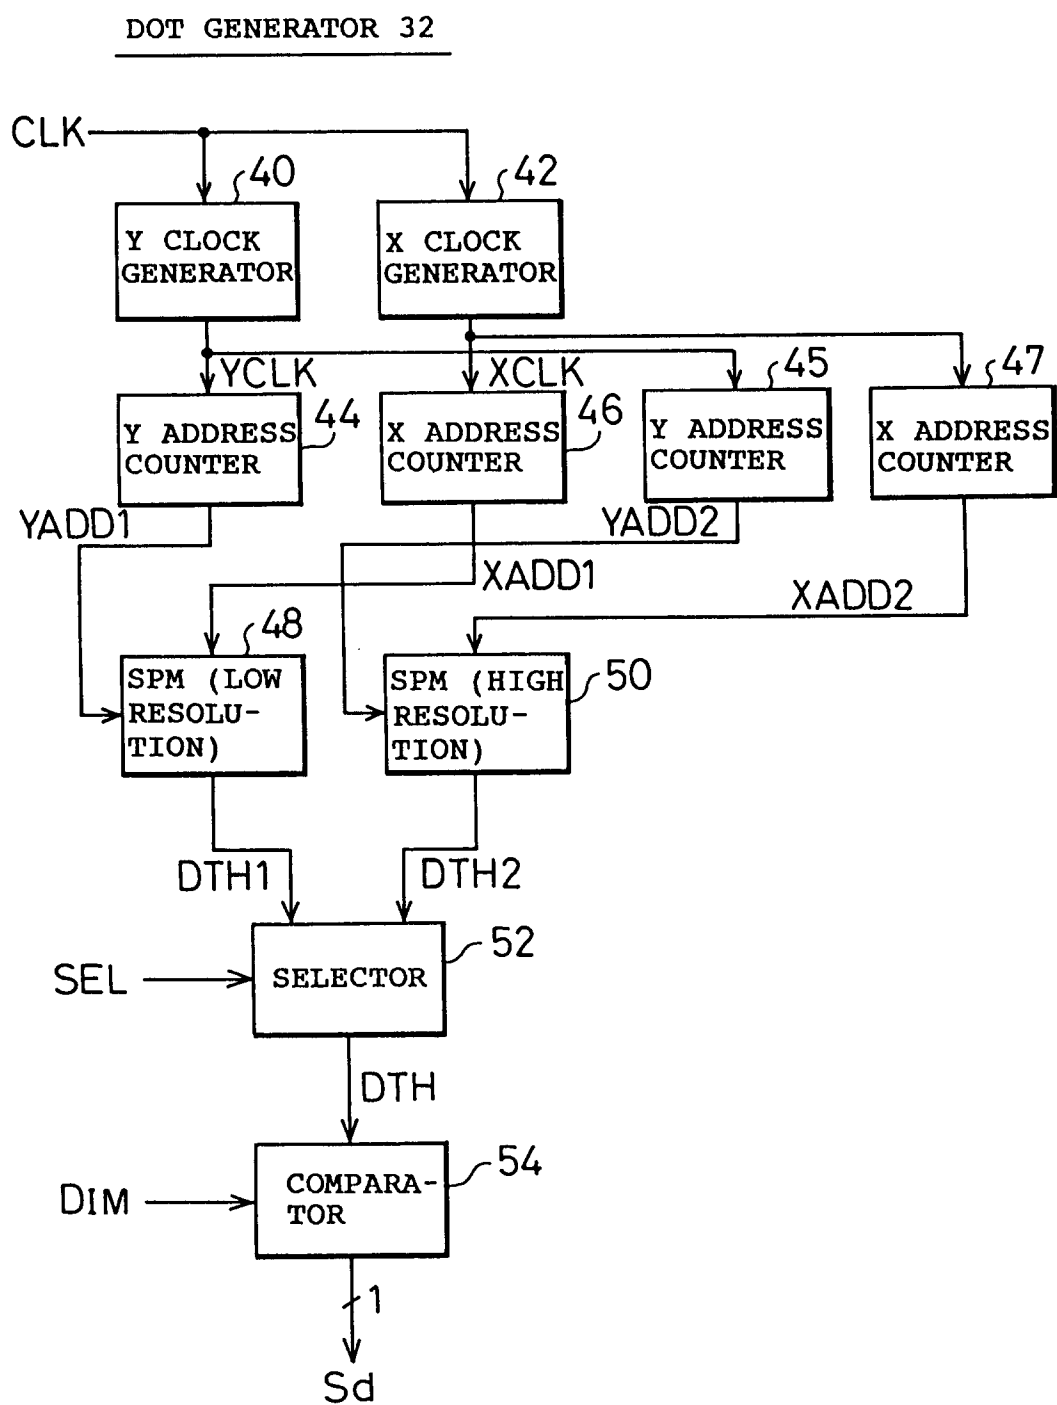 DOT GENERATOR 32
CLK
40
42
Y CLOCK
GENERATOR
X CLOCK
GENERATOR
YCLK
XCLK
45
47
44
46
Y ADDRESS
COUNTER
X ADDRESS
COUNTER
Y ADDRESS
COUNTER
X ADDRESS
COUNTER
YADD1
YADD2
XADD1
XADD2
48
50
SPM (LOW
RESOLU-
TION)
SPM (HIGH
RESOLU-
TION)
DTH1
DTH2
52
SEL
SELECTOR
DTH
54
DIM
COMPARA-
TOR
1
Sd